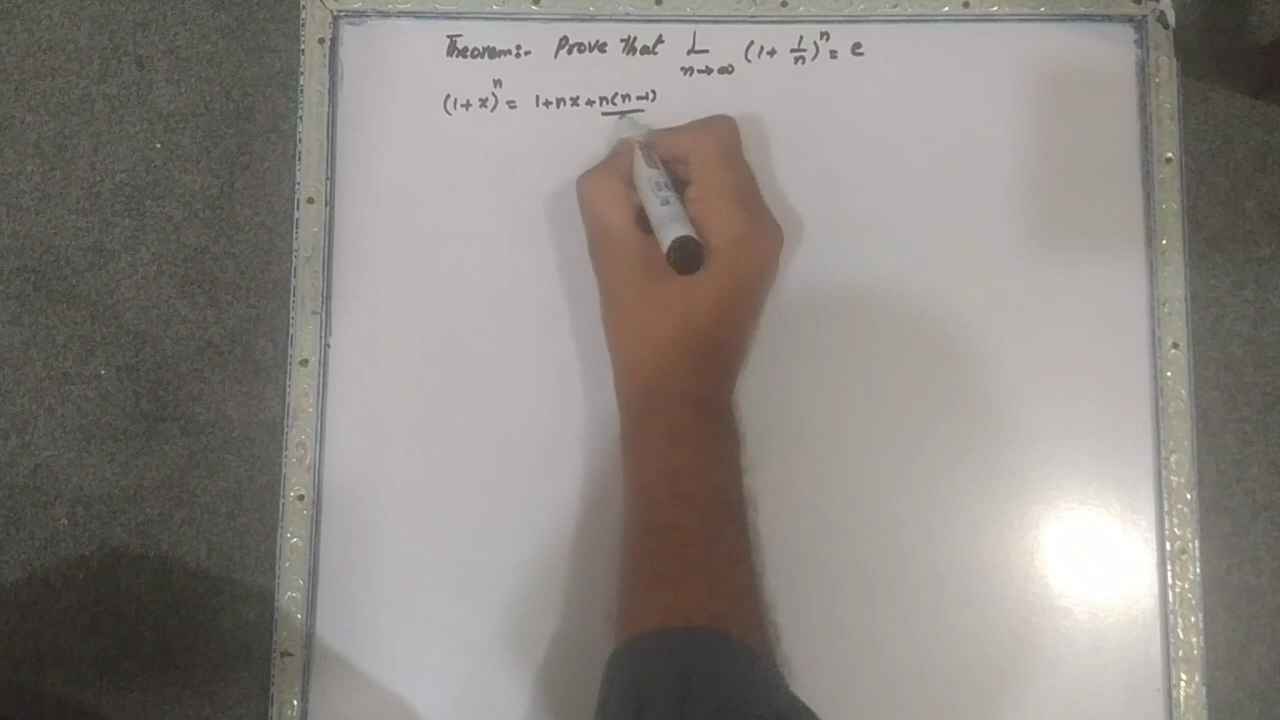 Theorem:- Prove that L (1+ 1/n)^n = e
n→∞
(1+x)^n = 1+nx+n(n-1)